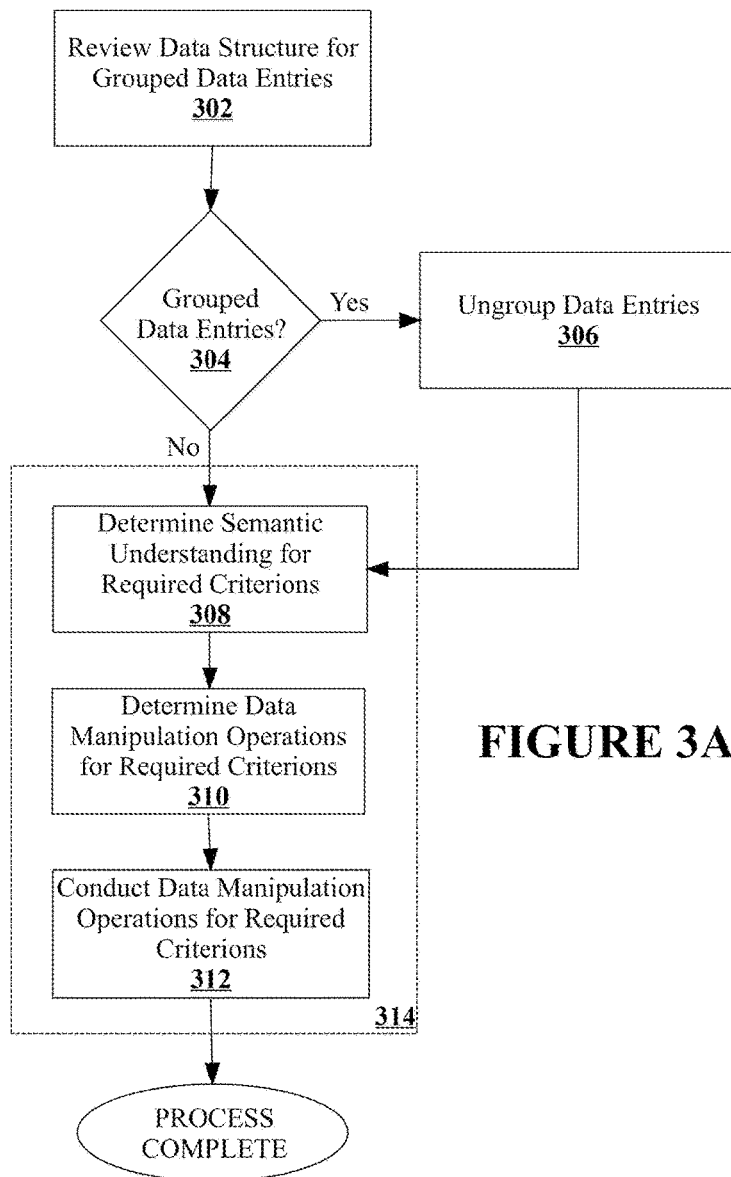 Review Data Structure for
Grouped Data Entries
302
Grouped
Data Entries?
304
Yes
Ungroup Data Entries
306
No
Determine Semantic
Understanding for
Required Criterions
308
Determine Data
Manipulation Operations
for Required Criterions
310
FIGURE 3A
Conduct Data Manipulation
Operations for Required
Criterions
312
314
PROCESS
COMPLETE